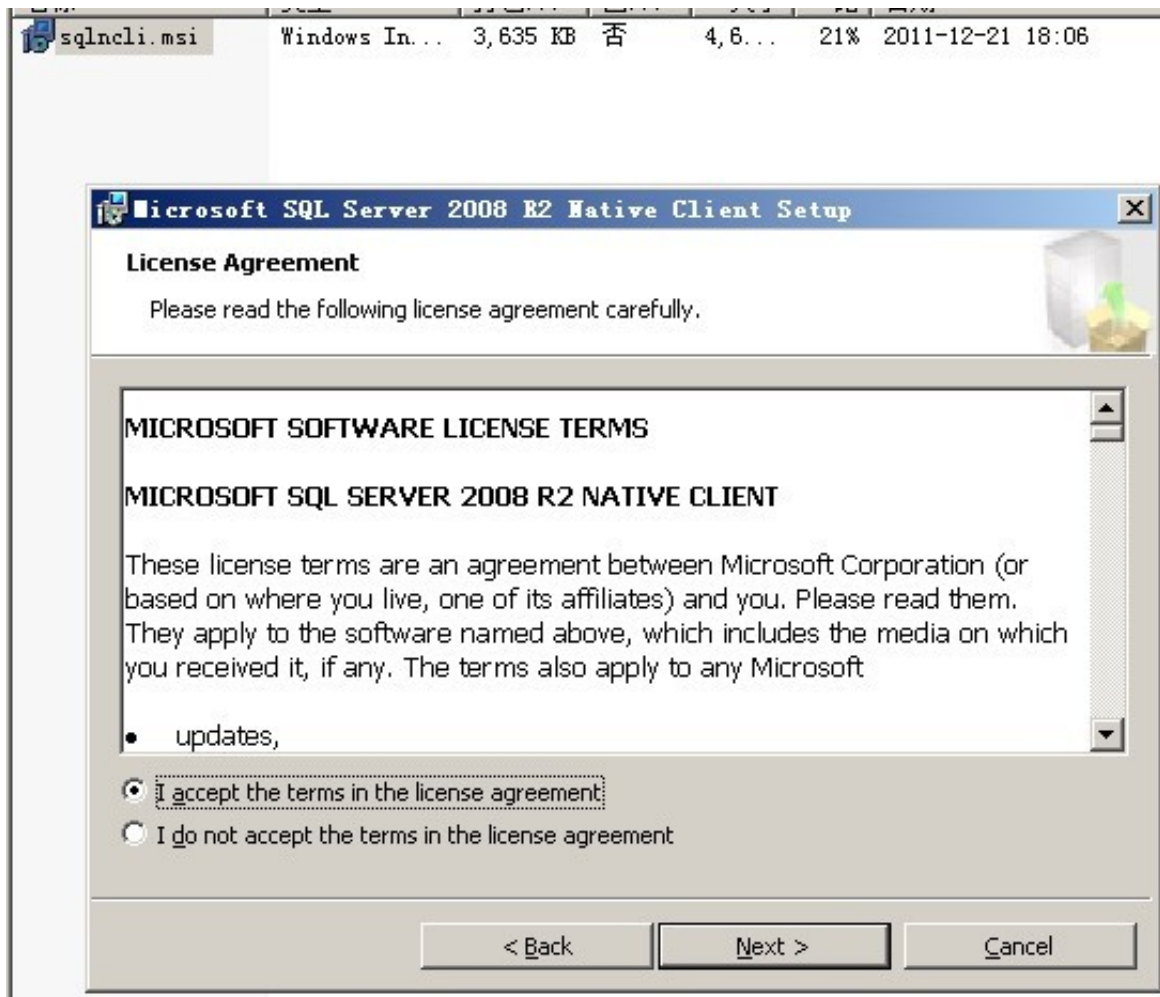 sqlncli.msi Windows In... 3,635 KB 否 4,6... 21% 2011-12-21 18:06
Microsoft SQL Server 2008 R2 Native Client Setup
License Agreement
Please read the following license agreement carefully.
MICROSOFT SOFTWARE LICENSE TERMS
MICROSOFT SQL SERVER 2008 R2 NATIVE CLIENT
These license terms are an agreement between Microsoft Corporation (or
based on where you live, one of its affiliates) and you. Please read them.
They apply to the software named above, which includes the media on which
you received it, if any. The terms also apply to any Microsoft
• updates,
I accept the terms in the license agreement
I do not accept the terms in the license agreement
< Back Next > Cancel